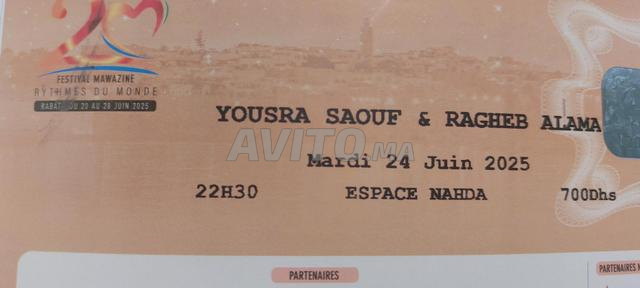 FESTIVAL MAWAZINE
RYTHMES DU MONDE
RABAT DU 20 AU 28 JUIN 2025
YOUSRA SAOUF & RAGHEB ALAMA
AVITO.MA
Mardi 24 Juin 2025
22H30 ESPACE NAHDA 700Dhs
PARTENAIRES
PARTENAIRES